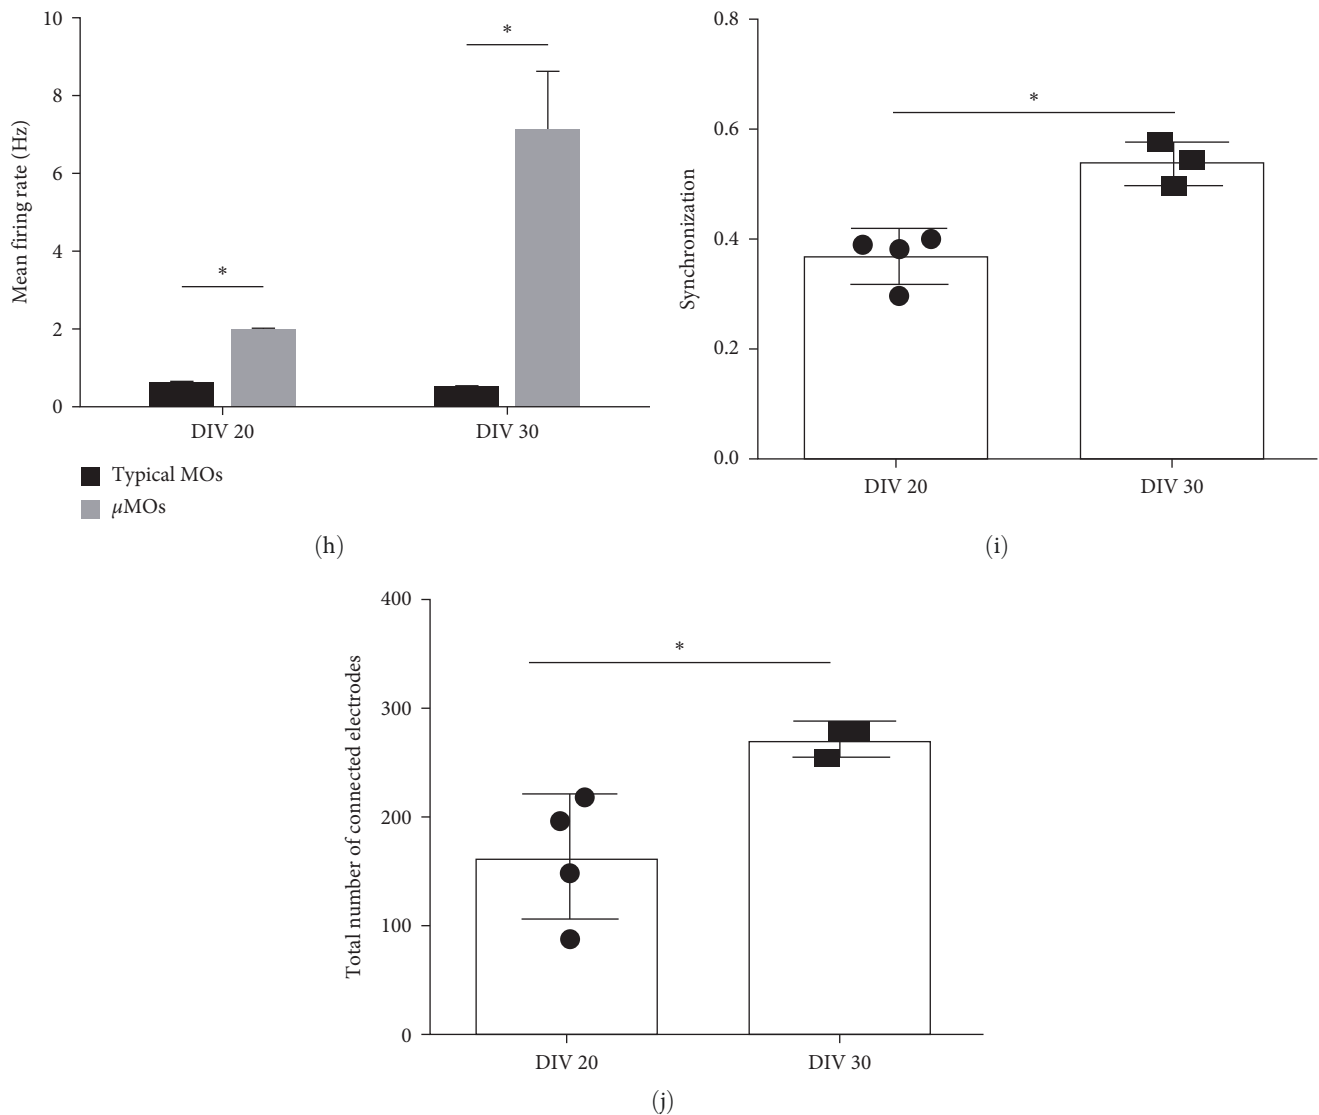 Mean firing rate (Hz)
10
8
6
4
2
0
*
*
DIV 20
DIV 30
Typical MOs
μMOs
(h)
Synchronization
0.8
0.6
0.4
0.2
0.0
*
DIV 20
DIV 30
(i)
Total number of connected electrodes
400
300
200
100
0
*
DIV 20
DIV 30
(j)